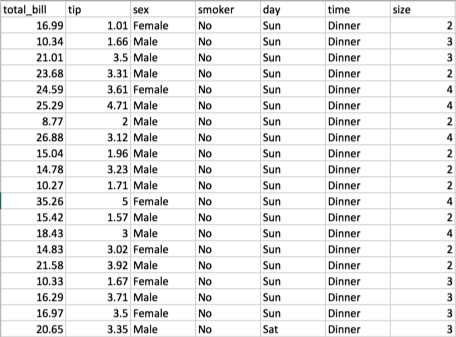 total_bill tip sex smoker day time size
16.99 1.01 Female No Sun Dinner 2
10.34 1.66 Male No Sun Dinner 3
21.01 3.5 Male No Sun Dinner 3
23.68 3.31 Male No Sun Dinner 2
24.59 3.61 Female No Sun Dinner 4
25.29 4.71 Male No Sun Dinner 4
8.77 2 Male No Sun Dinner 2
26.88 3.12 Male No Sun Dinner 4
15.04 1.96 Male No Sun Dinner 2
14.78 3.23 Male No Sun Dinner 2
10.27 1.71 Male No Sun Dinner 2
35.26 5 Female No Sun Dinner 4
15.42 1.57 Male No Sun Dinner 2
18.43 3 Male No Sun Dinner 4
14.83 3.02 Female No Sun Dinner 2
21.58 3.92 Male No Sun Dinner 2
10.33 1.67 Female No Sun Dinner 3
16.29 3.71 Male No Sun Dinner 3
16.97 3.5 Female No Sun Dinner 3
20.65 3.35 Male No Sat Dinner 3